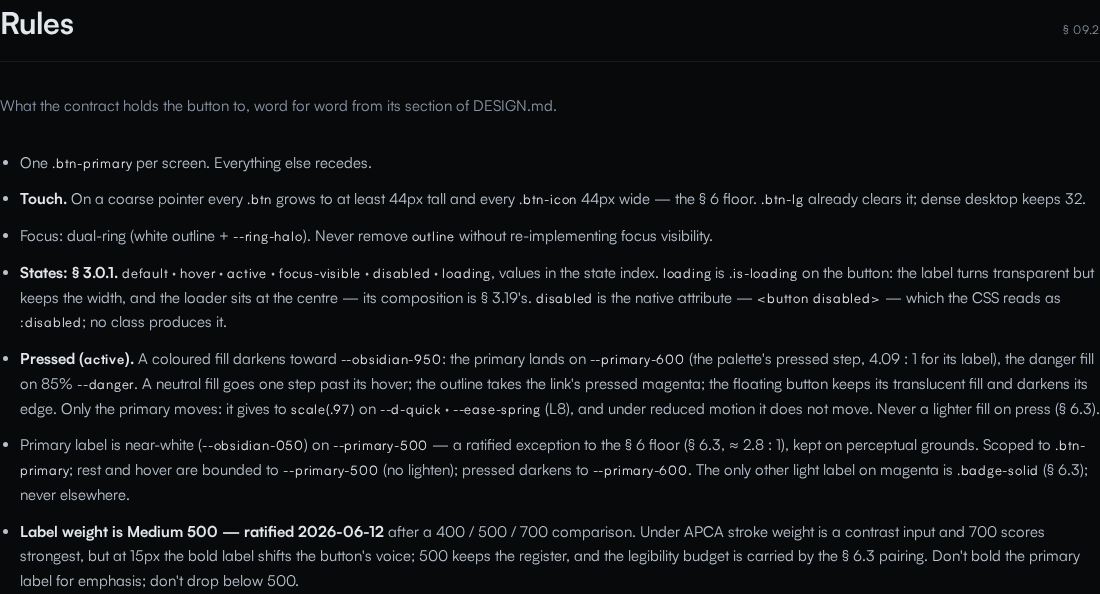 Rules
§ 09.2
What the contract holds the button to, word for word from its section of DESIGN.md.
• One .btn-primary per screen. Everything else recedes.
• Touch. On a coarse pointer every .btn grows to at least 44px tall and every .btn-icon 44px wide — the § 6 floor. .btn-lg already clears it; dense desktop keeps 32.
• Focus: dual-ring (white outline + --ring-halo). Never remove outline without re-implementing focus visibility.
• States: § 3.0.1. default · hover · active · focus-visible · disabled · loading, values in the state index. loading is .is-loading on the button: the label turns transparent but
keeps the width, and the loader sits at the centre — its composition is § 3.19's. disabled is the native attribute — <button disabled> — which the CSS reads as
:disabled; no class produces it.
• Pressed (active). A coloured fill darkens toward --obsidian-950: the primary lands on --primary-600 (the palette's pressed step, 4.09 : 1 for its label), the danger fill
on 85% --danger. A neutral fill goes one step past its hover; the outline takes the link's pressed magenta; the floating button keeps its translucent fill and darkens its
edge. Only the primary moves: it gives to scale(.97) on --d-quick · --ease-spring (L8), and under reduced motion it does not move. Never a lighter fill on press (§ 6.3).
• Primary label is near-white (--obsidian-050) on --primary-500 — a ratified exception to the § 6 floor (§ 6.3, ≈ 2.8 : 1), kept on perceptual grounds. Scoped to .btn-
primary; rest and hover are bounded to --primary-500 (no lighten); pressed darkens to --primary-600. The only other light label on magenta is .badge-solid (§ 6.3);
never elsewhere.
• Label weight is Medium 500 — ratified 2026-06-12 after a 400 / 500 / 700 comparison. Under APCA stroke weight is a contrast input and 700 scores
strongest, but at 15px the bold label shifts the button's voice; 500 keeps the register, and the legibility budget is carried by the § 6.3 pairing. Don't bold the primary
label for emphasis; don't drop below 500.